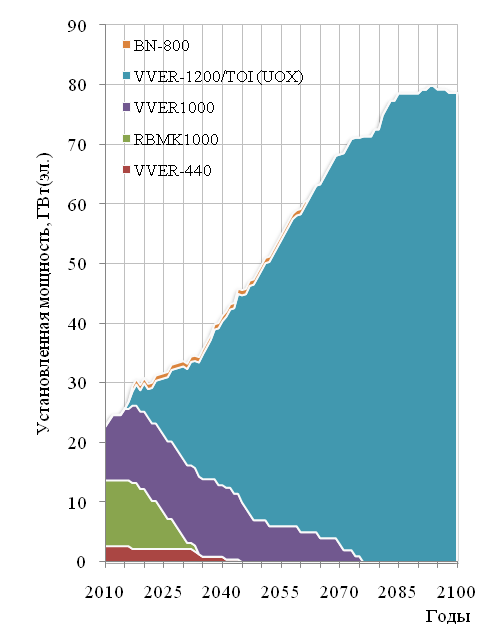 90
80
70
60
50
40
30
20
10
0
Установленная мощность, ГВт(эл.)
BN-800
VVER-1200/TOI (UOX)
VVER1000
RBMK1000
VVER-440
2010 2025 2040 2055 2070 2085 2100
Годы